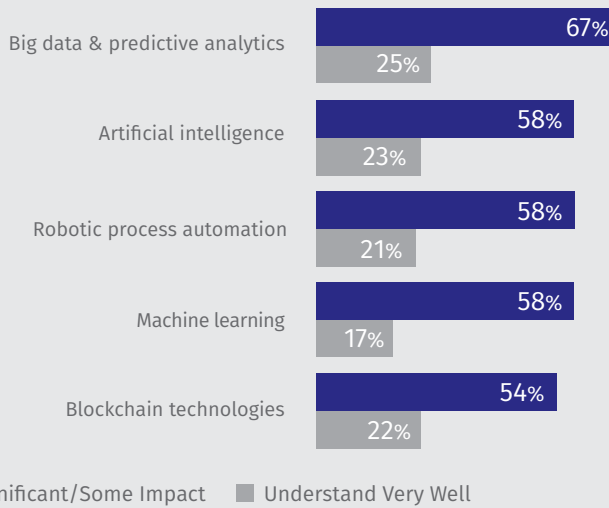 67%
Big data & predictive analytics
25%
58%
Artificial intelligence
23%
58%
Robotic process automation
21%
58%
Machine learning
17%
54%
Blockchain technologies
22%
nificant/Some Impact Understand Very Well